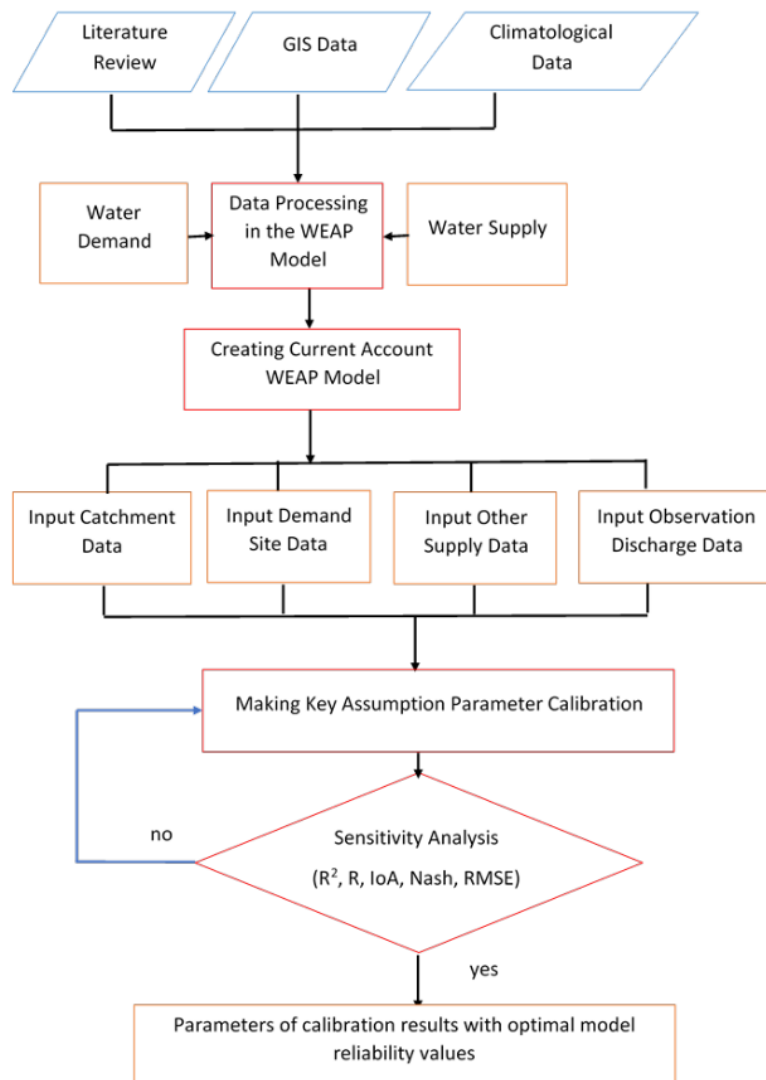 Literature
Review
GIS Data
Climatological
Data
Water
Demand
Data Processing
in the WEAP
Model
Water Supply
Creating Current Account
WEAP Model
Input Catchment
Data
Input Demand
Site Data
Input Other
Supply Data
Input Observation
Discharge Data
Making Key Assumption Parameter Calibration
no
Sensitivity Analysis
(R², R, IoA, Nash, RMSE)
yes
Parameters of calibration results with optimal model
reliability values